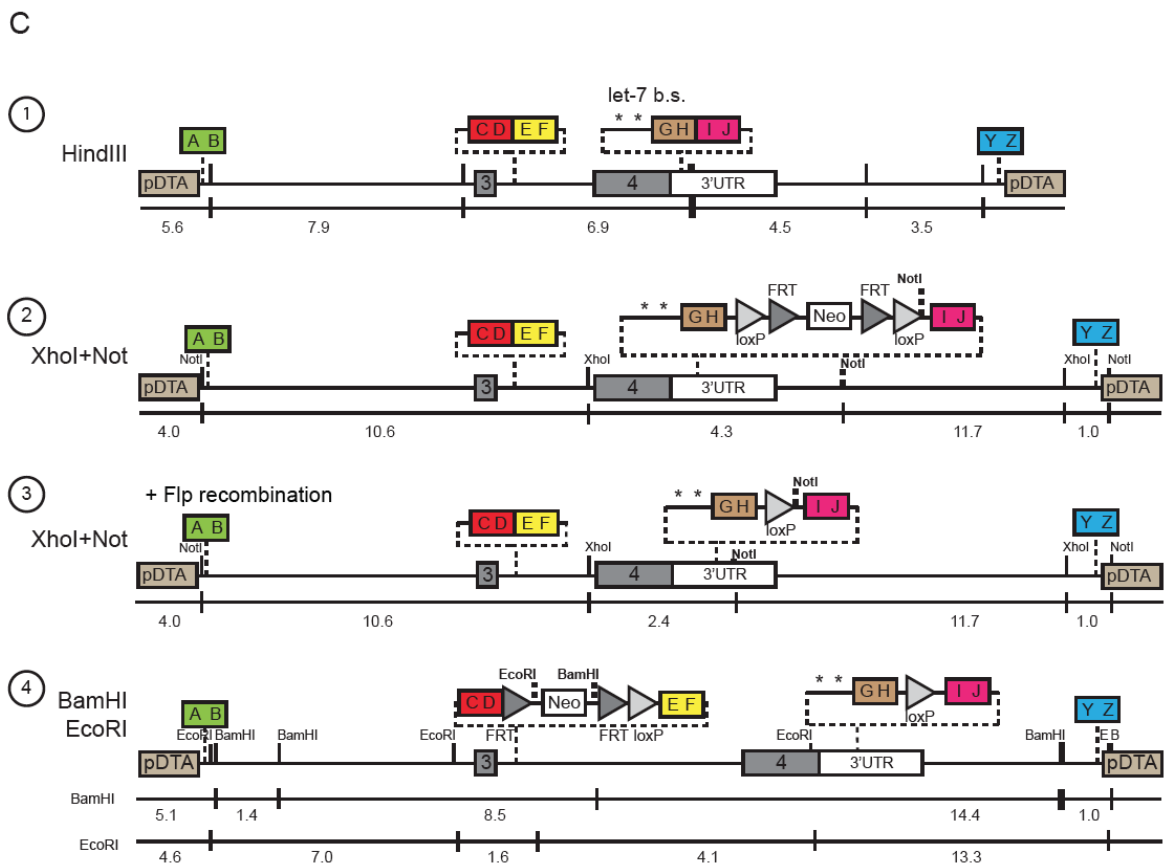 C
1
HindIII
let-7 b.s.
* *
A B
C D E F
G H I J
Y Z
pDTA
3
4
3'UTR
pDTA
5.6 7.9 6.9 4.5 3.5
2
XhoI+Not
FRT FRT NotI
* *
A B
C D E F
G H Neo I J
loxP loxP
Y Z
NotI XhoI NotI XhoI NotI
pDTA 3 4 3'UTR pDTA
4.0 10.6 4.3 11.7 1.0
3
XhoI+Not
+ Flp recombination
* * NotI
A B
C D E F
G H I J
loxP
Y Z
NotI XhoI NotI XhoI NotI
pDTA 3 4 3'UTR pDTA
4.0 10.6 2.4 11.7 1.0
4
BamHI
EcoRI
EcoRI BamHI
* *
A B
C D Neo E F
G H I J
loxP
Y Z
FRT FRT loxP
EcoRI BamHI BamHI EcoRI EcoRI BamHI E B
pDTA 3 4 3'UTR pDTA
BamHI
5.1 1.4 8.5 14.4 1.0
EcoRI
4.6 7.0 1.6 4.1 13.3